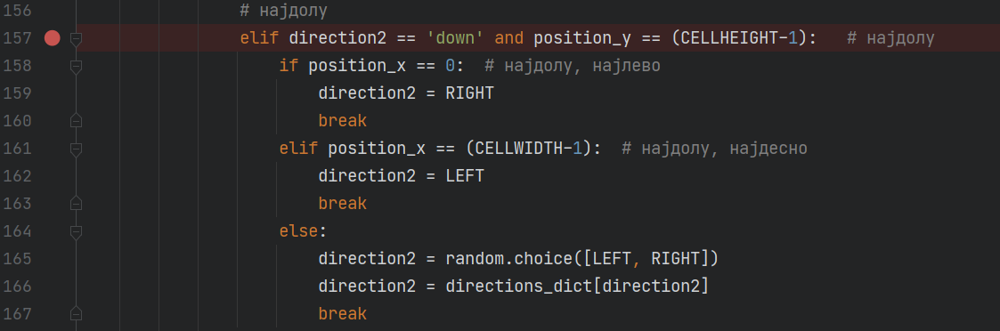 156 # најдолу
157 elif direction2 == 'down' and position_y == (CELLHEIGHT-1): # најдолу
158 if position_x == 0: # најдолу, најлево
159 direction2 = RIGHT
160 break
161 elif position_x == (CELLWIDTH-1): # најдолу, најдесно
162 direction2 = LEFT
163 break
164 else:
165 direction2 = random.choice([LEFT, RIGHT])
166 direction2 = directions_dict[direction2]
167 break